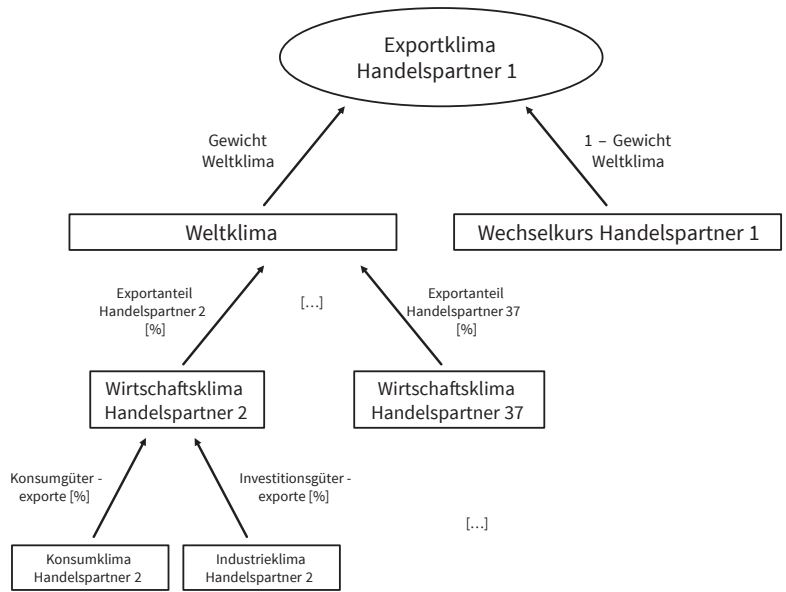 Exportklima
Handelspartner 1
Gewicht
Weltklima
1 – Gewicht
Weltklima
Weltklima
Wechselkurs Handelspartner 1
Exportanteil
Handelspartner 2
[%]
[...]
Exportanteil
Handelspartner 37
[%]
Wirtschaftsklima
Handelspartner 2
Wirtschaftsklima
Handelspartner 37
Konsumgüter -
exporte [%]
Investitionsgüter -
exporte [%]
[...]
Konsumklima
Handelspartner 2
Industrieklima
Handelspartner 2